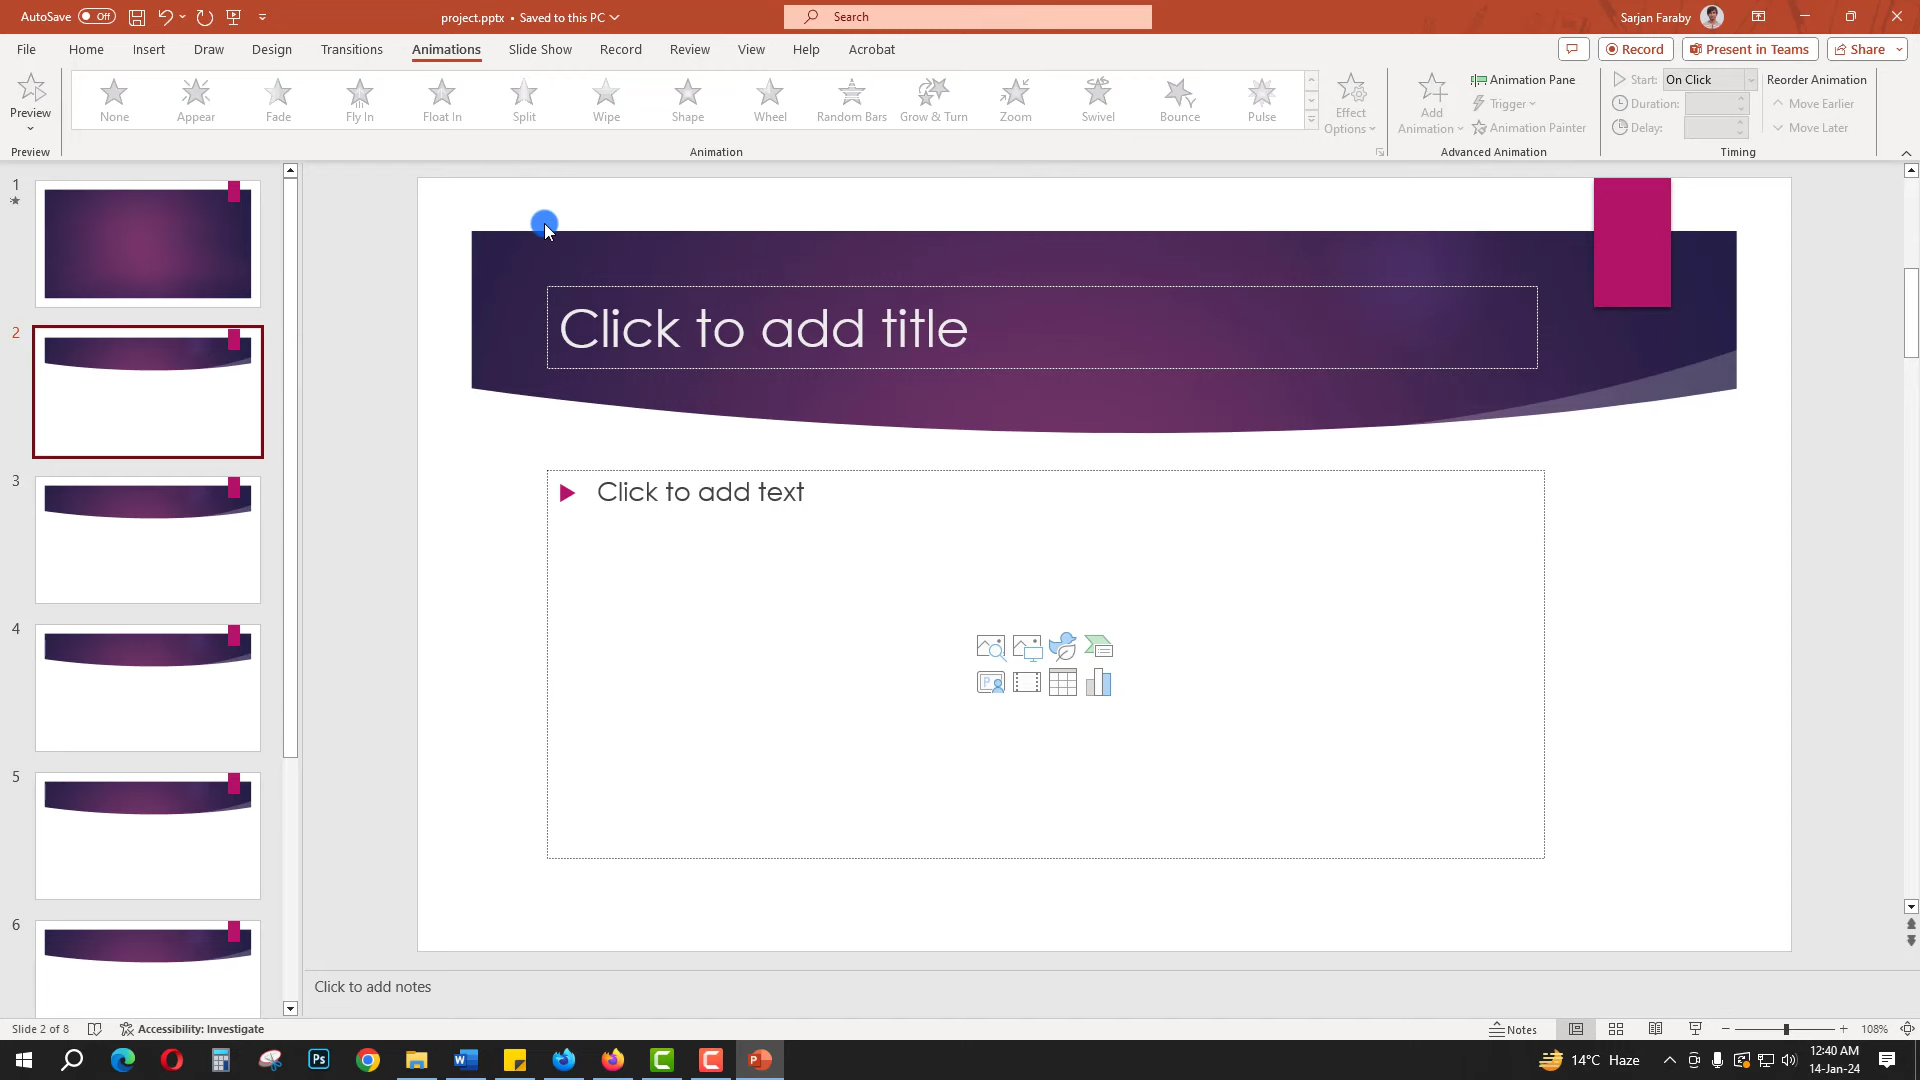 AutoSave Off project.pptx • Saved to this PC Search Sarjan Faraby
File Home Insert Draw Design Transitions Animations Slide Show Record Review View Help Acrobat Record Present in Teams Share
Preview
None Appear Fade Fly In Float In Split Wipe Shape Wheel Random Bars Grow & Turn Zoom Swivel Bounce Pulse
Effect
Options
Add
Animation
Animation Pane
Trigger
Animation Painter
Start: On Click
Duration:
Delay:
Reorder Animation
Move Earlier
Move Later
Preview Animation Advanced Animation Timing
1
2
3
4
5
6
Click to add title
Click to add text
P
Click to add notes
Slide 2 of 8 Accessibility: Investigate Notes 108%
Ps W P 14°C Haze
12:40 AM
14-Jan-24